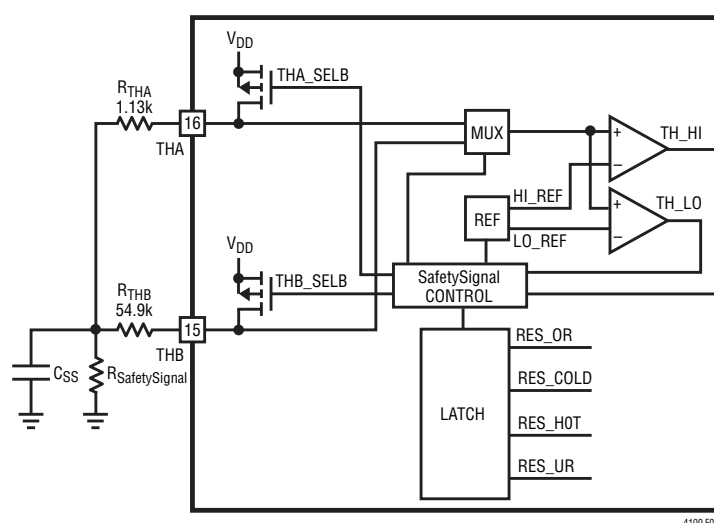 VDD
THA_SELB
RTHA
1.13k
16
THA
MUX
+
−
TH_HI
HI_REF
REF
LO_REF
+
−
TH_LO
VDD
THB_SELB
SafetySignal
CONTROL
RTHB
54.9k
15
THB
CSS
RSafetySignal
LATCH
RES_OR
RES_COLD
RES_H0T
RES_UR